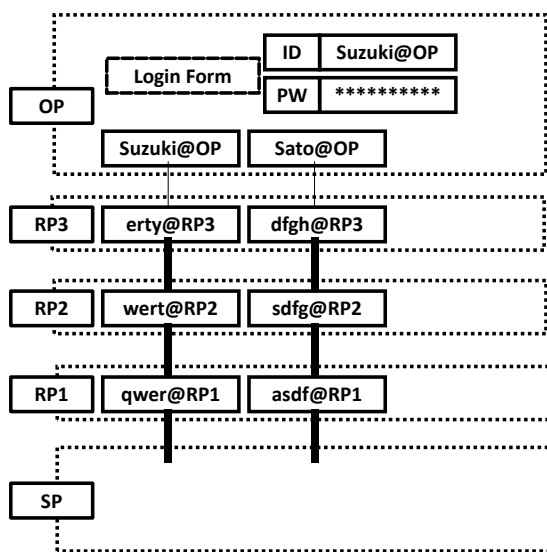 ID Suzuki@OP
Login Form
PW **********
OP
Suzuki@OP Sato@OP
RP3 erty@RP3 dfgh@RP3
RP2 wert@RP2 sdfg@RP2
RP1 qwer@RP1 asdf@RP1
SP